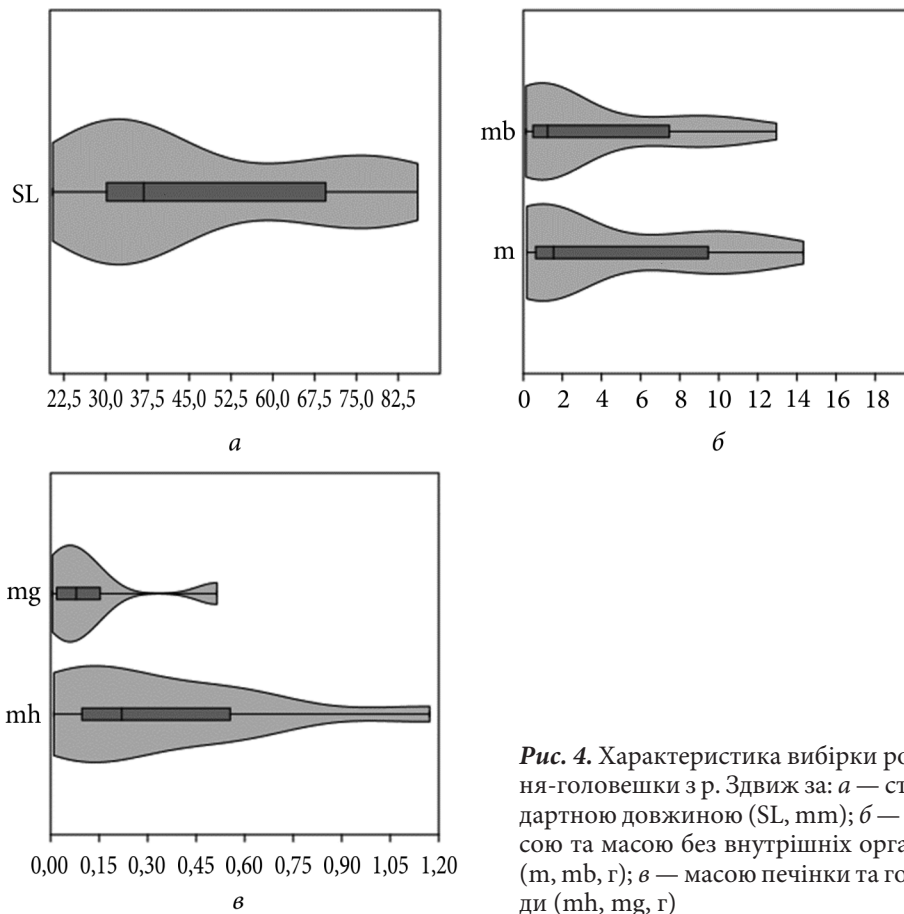 SL
22,5 30,0 37,5 45,0 52,5 60,0 67,5 75,0 82,5
а
mb
m
0 2 4 6 8 10 12 14 16 18
б
mg
mh
0,00 0,15 0,30 0,45 0,60 0,75 0,90 1,05 1,20
в
Рис. 4. Характеристика вибірки ро
ня-головешки з р. Здвиж за: а — ст
дартною довжиною (SL, mm); б —
сою та масою без внутрішніх орга
(m, mb, г); в — масою печінки та го
ди (mh, mg, г)